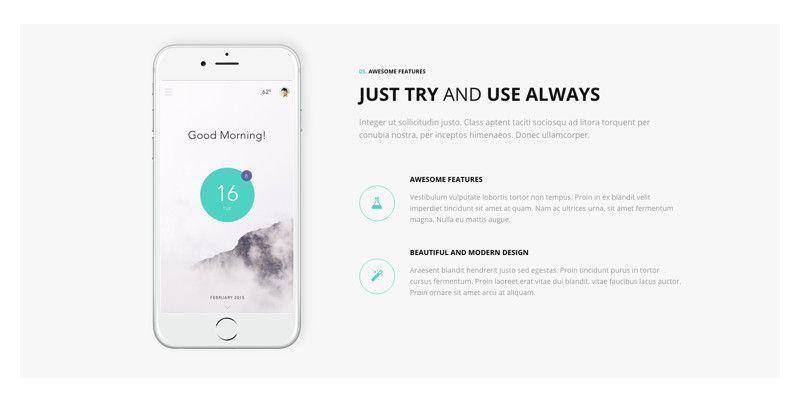 62°
Good Morning!
16
TUE
FEBRUARY 2015
03. AWESOME FEATURES
JUST TRY AND USE ALWAYS
Integer ut sollicitudin justo. Class aptent taciti sociosqu ad litora torquent per
conubia nostra, per inceptos himenaeos. Donec ullamcorper.
AWESOME FEATURES
Vestibulum vulputate lobortis tortor non tempus. Proin in ex blandit velit
imperdiet tincidunt sit amet at quam. Nam ac ultrices urna, sit amet fermentum
magna. Nulla eu mattis augue.
BEAUTIFUL AND MODERN DESIGN
Araesent blandit hendrerit justo sed egestas. Proin tincidunt purus in tortor
cursus fermentum. Proin laoreet erat vitae dui blandit, vitae faucibus lacus auctor.
Proin ornare sit amet arcu at aliquam.